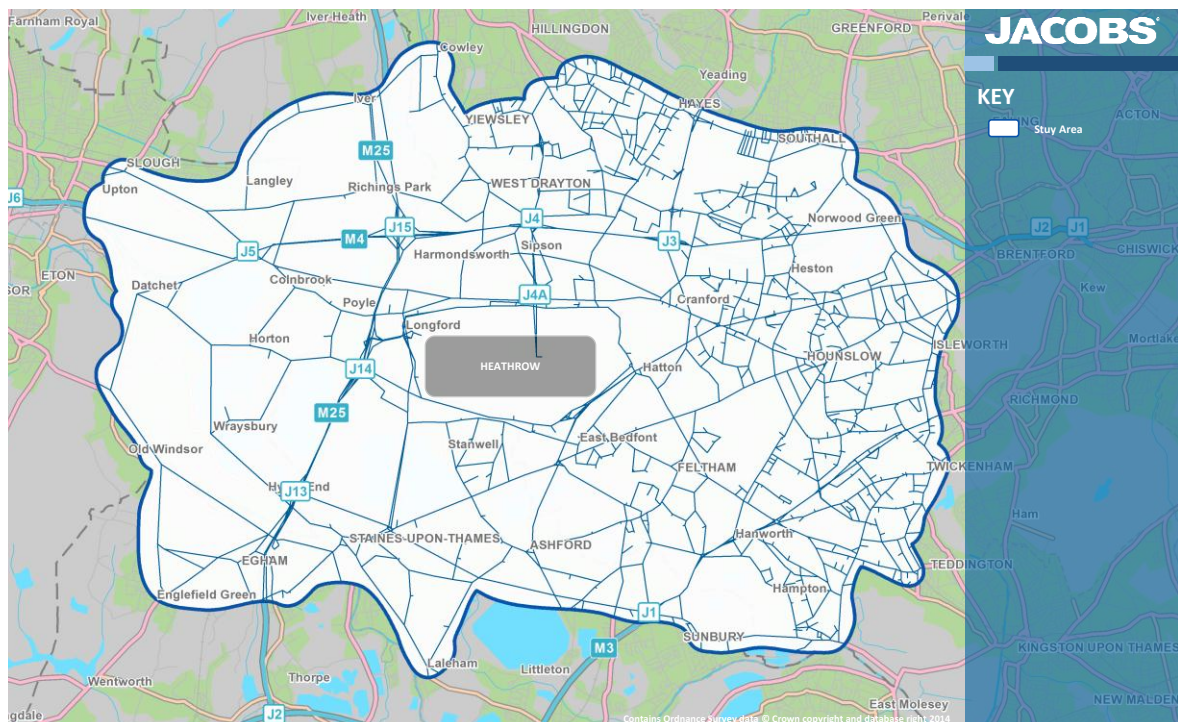 Farnham Royal
Iver Heath
HILLINGDON
GREENFORD
Perivale
JACOBS
Cowley
Yeading
KEY
Iver
HAYES
YIEWSLEY
ACTON
Stuy Area
SOUTHALL
M25
SLOUGH
Langley
Richings Park
WEST DRAYTON
Upton
J6
J15
J4
Norwood Green
J2
J1
M4
J3
J5
Sipson
Harmondsworth
BRENTFORD
CHISWICK
Heston
ETON
Colnbrook
Datchet
Kew
SOR
J4A
Poyle
Cranford
Longford
Horton
Mortlake
ISLEWORTH
HOUNSLOW
HEATHROW
Hatton
J14
RICHMOND
M25
Wraysbury
Old Windsor
Stanwell
East Bedfont
FELTHAM
TWICKENHAM
J13
End
Ham
STAINES-UPON-THAMES
ASHFORD
Hanworth
EGHAM
TEDDINGTON
Englefield Green
Hampton
J1
SUNBURY
M3
KINGSTON UPON THAMES
Laleham
Littleton
Thorpe
Wentworth
NEW MALDEN
East Molesey
J2
ngdale
Contains Ordnance Survey data © Crown copyright and database right 2014